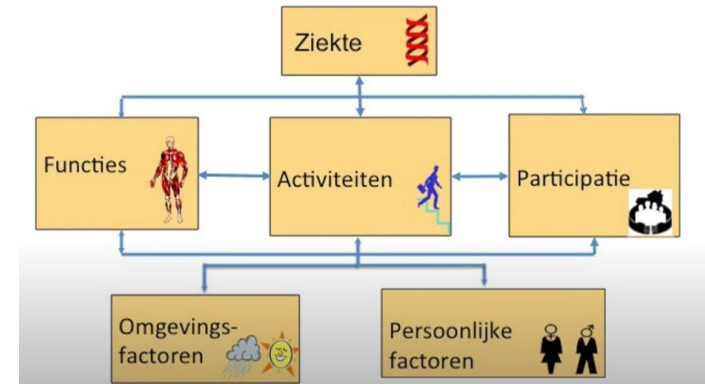 Ziekte
Functies
Activiteiten
Participatie
Omgevings-
factoren
Persoonlijke
factoren